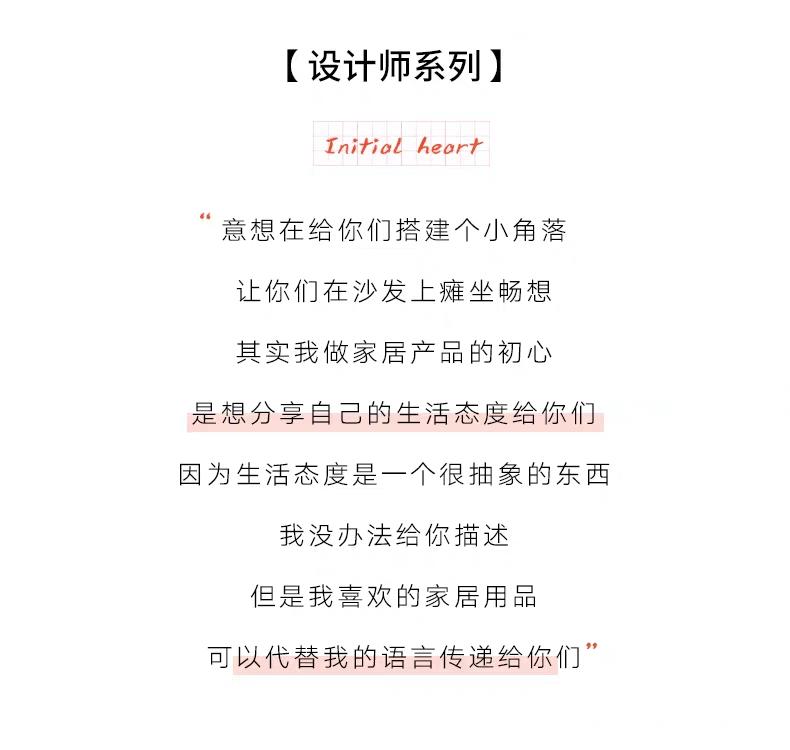 【设计师系列】
Initial heart
“意想在给你们搭建个小角落
让你们在沙发上瘫坐畅想
其实我做家居产品的初心
是想分享自己的生活态度给你们
因为生活态度是一个很抽象的东西
我没办法给你描述
但是我喜欢的家居用品
可以代替我的语言传递给你们”